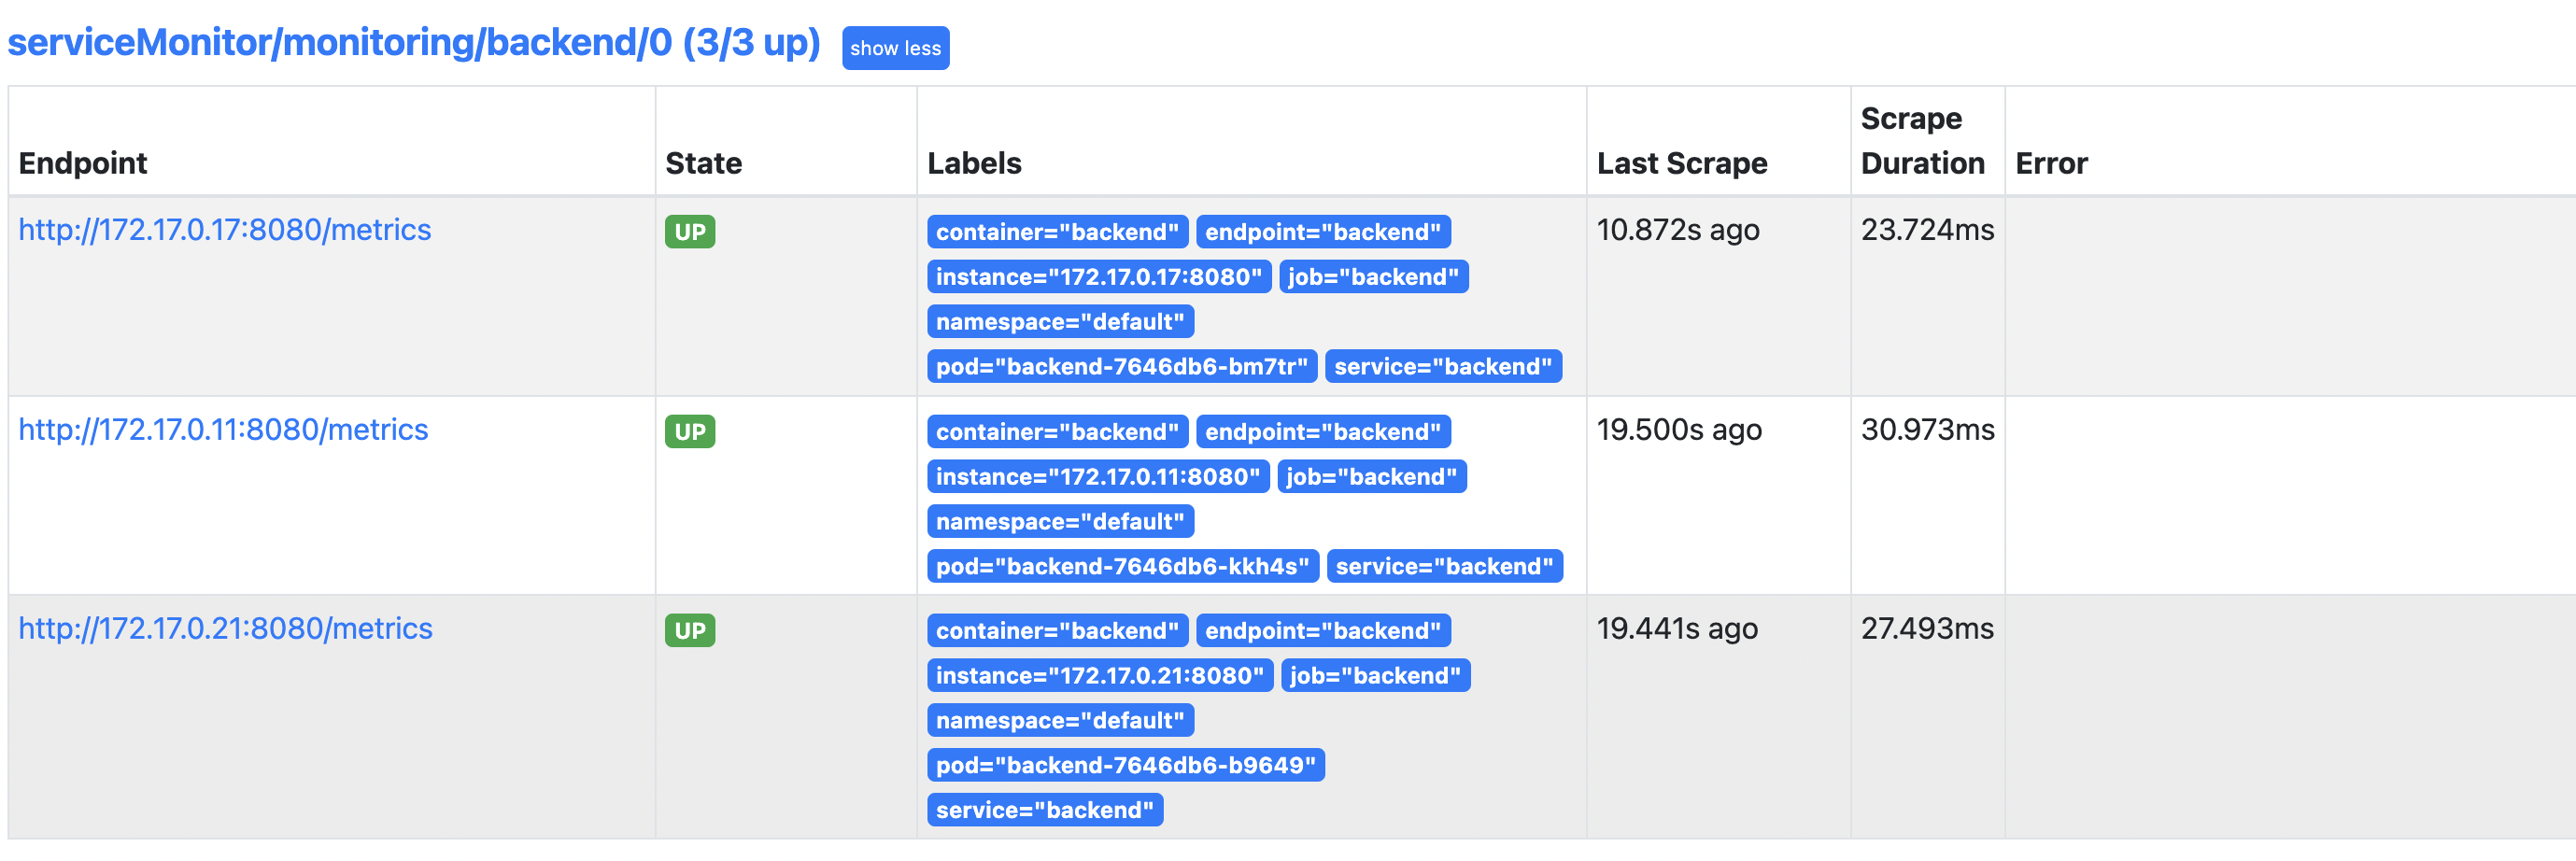 serviceMonitor/monitoring/backend/0 (3/3 up) show less
Endpoint State Labels Last Scrape Scrape Duration Error
http://172.17.0.17:8080/metrics UP container="backend" endpoint="backend" 10.872s ago 23.724ms
instance="172.17.0.17:8080" job="backend"
namespace="default"
pod="backend-7646db6-bm7tr" service="backend"
http://172.17.0.11:8080/metrics UP container="backend" endpoint="backend" 19.500s ago 30.973ms
instance="172.17.0.11:8080" job="backend"
namespace="default"
pod="backend-7646db6-kkh4s" service="backend"
http://172.17.0.21:8080/metrics UP container="backend" endpoint="backend" 19.441s ago 27.493ms
instance="172.17.0.21:8080" job="backend"
namespace="default"
pod="backend-7646db6-b9649"
service="backend"